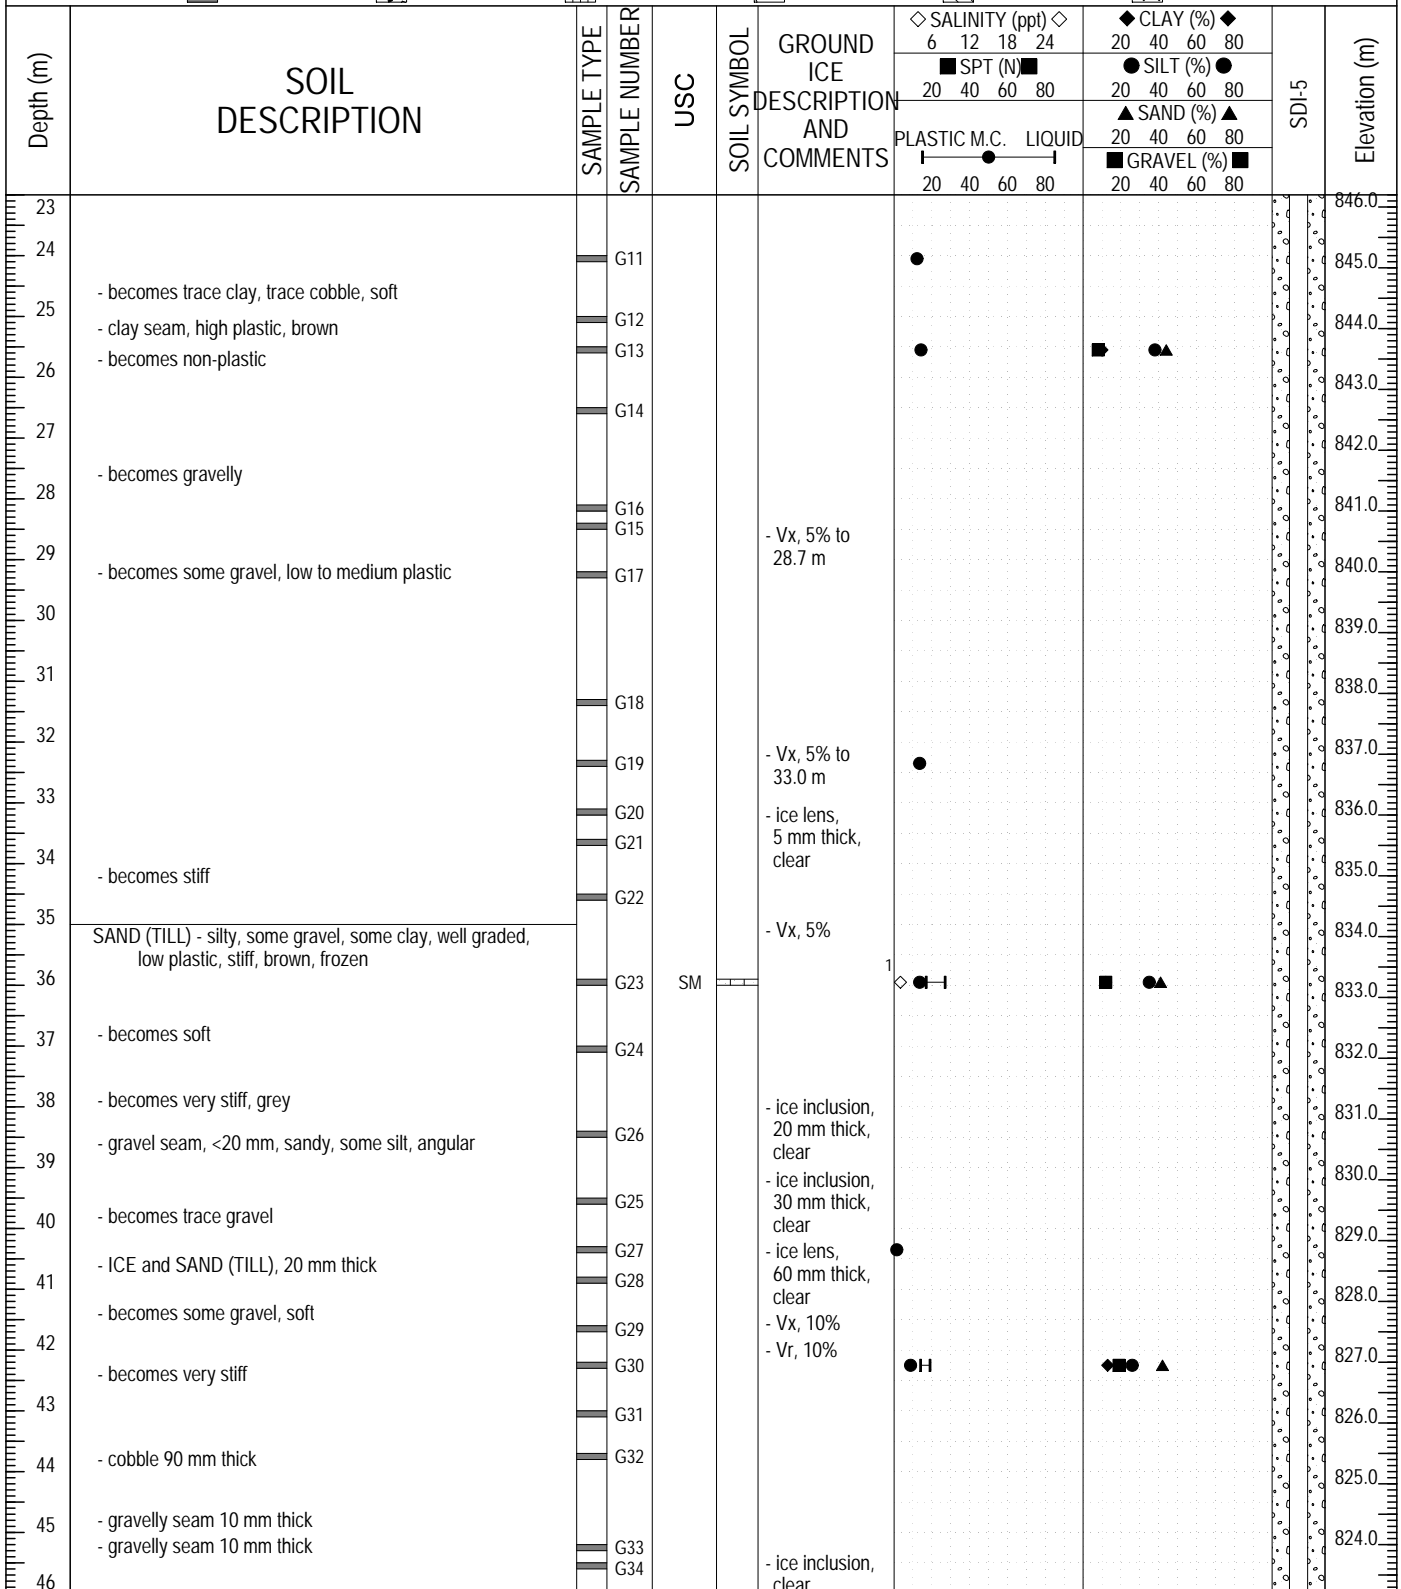 Depth (m)
SOIL
DESCRIPTION
SAMPLE TYPE
SAMPLE NUMBER
USC
SOIL SYMBOL
GROUND
ICE
DESCRIPTION
AND
COMMENTS
◇ SALINITY (ppt) ◇
6 12 18 24
■ SPT (N) ■
20 40 60 80
PLASTIC M.C. LIQUID
20 40 60 80
◆ CLAY (%) ◆
20 40 60 80
● SILT (%) ●
20 40 60 80
▲ SAND (%) ▲
20 40 60 80
■ GRAVEL (%) ■
20 40 60 80
SDI-5
Elevation (m)
23 846.0
24 G11 845.0
- becomes trace clay, trace cobble, soft
25 G12 844.0
- clay seam, high plastic, brown
G13
- becomes non-plastic
26 843.0
G14
27 842.0
- becomes gravelly
28 841.0
G16
G15
- Vx, 5% to
28.7 m
29 840.0
- becomes some gravel, low to medium plastic G17
30 839.0
31 838.0
G18
32 837.0
- Vx, 5% to
33.0 m
G19
33 836.0
G20
- ice lens,
5 mm thick,
clear
G21
34 835.0
- becomes stiff
G22
35 834.0
SAND (TILL) - silty, some gravel, some clay, well graded,
low plastic, stiff, brown, frozen
- Vx, 5%
1
36 G23 SM 833.0
- becomes soft
37 G24 832.0
38 831.0
- becomes very stiff, grey
- ice inclusion,
20 mm thick,
clear
G26
- gravel seam, <20 mm, sandy, some silt, angular
39 830.0
- ice inclusion,
30 mm thick,
clear
G25
- becomes trace gravel
40 829.0
G27
- ice lens,
60 mm thick,
clear
- ICE and SAND (TILL), 20 mm thick
41 G28 828.0
- becomes some gravel, soft
- Vx, 10%
G29
42 827.0
- Vr, 10%
G30
- becomes very stiff
43 G31 826.0
- cobble 90 mm thick G32
44 825.0
- gravelly seam 10 mm thick
45 824.0
- gravelly seam 10 mm thick G33
- ice inclusion,
clear
G34
46